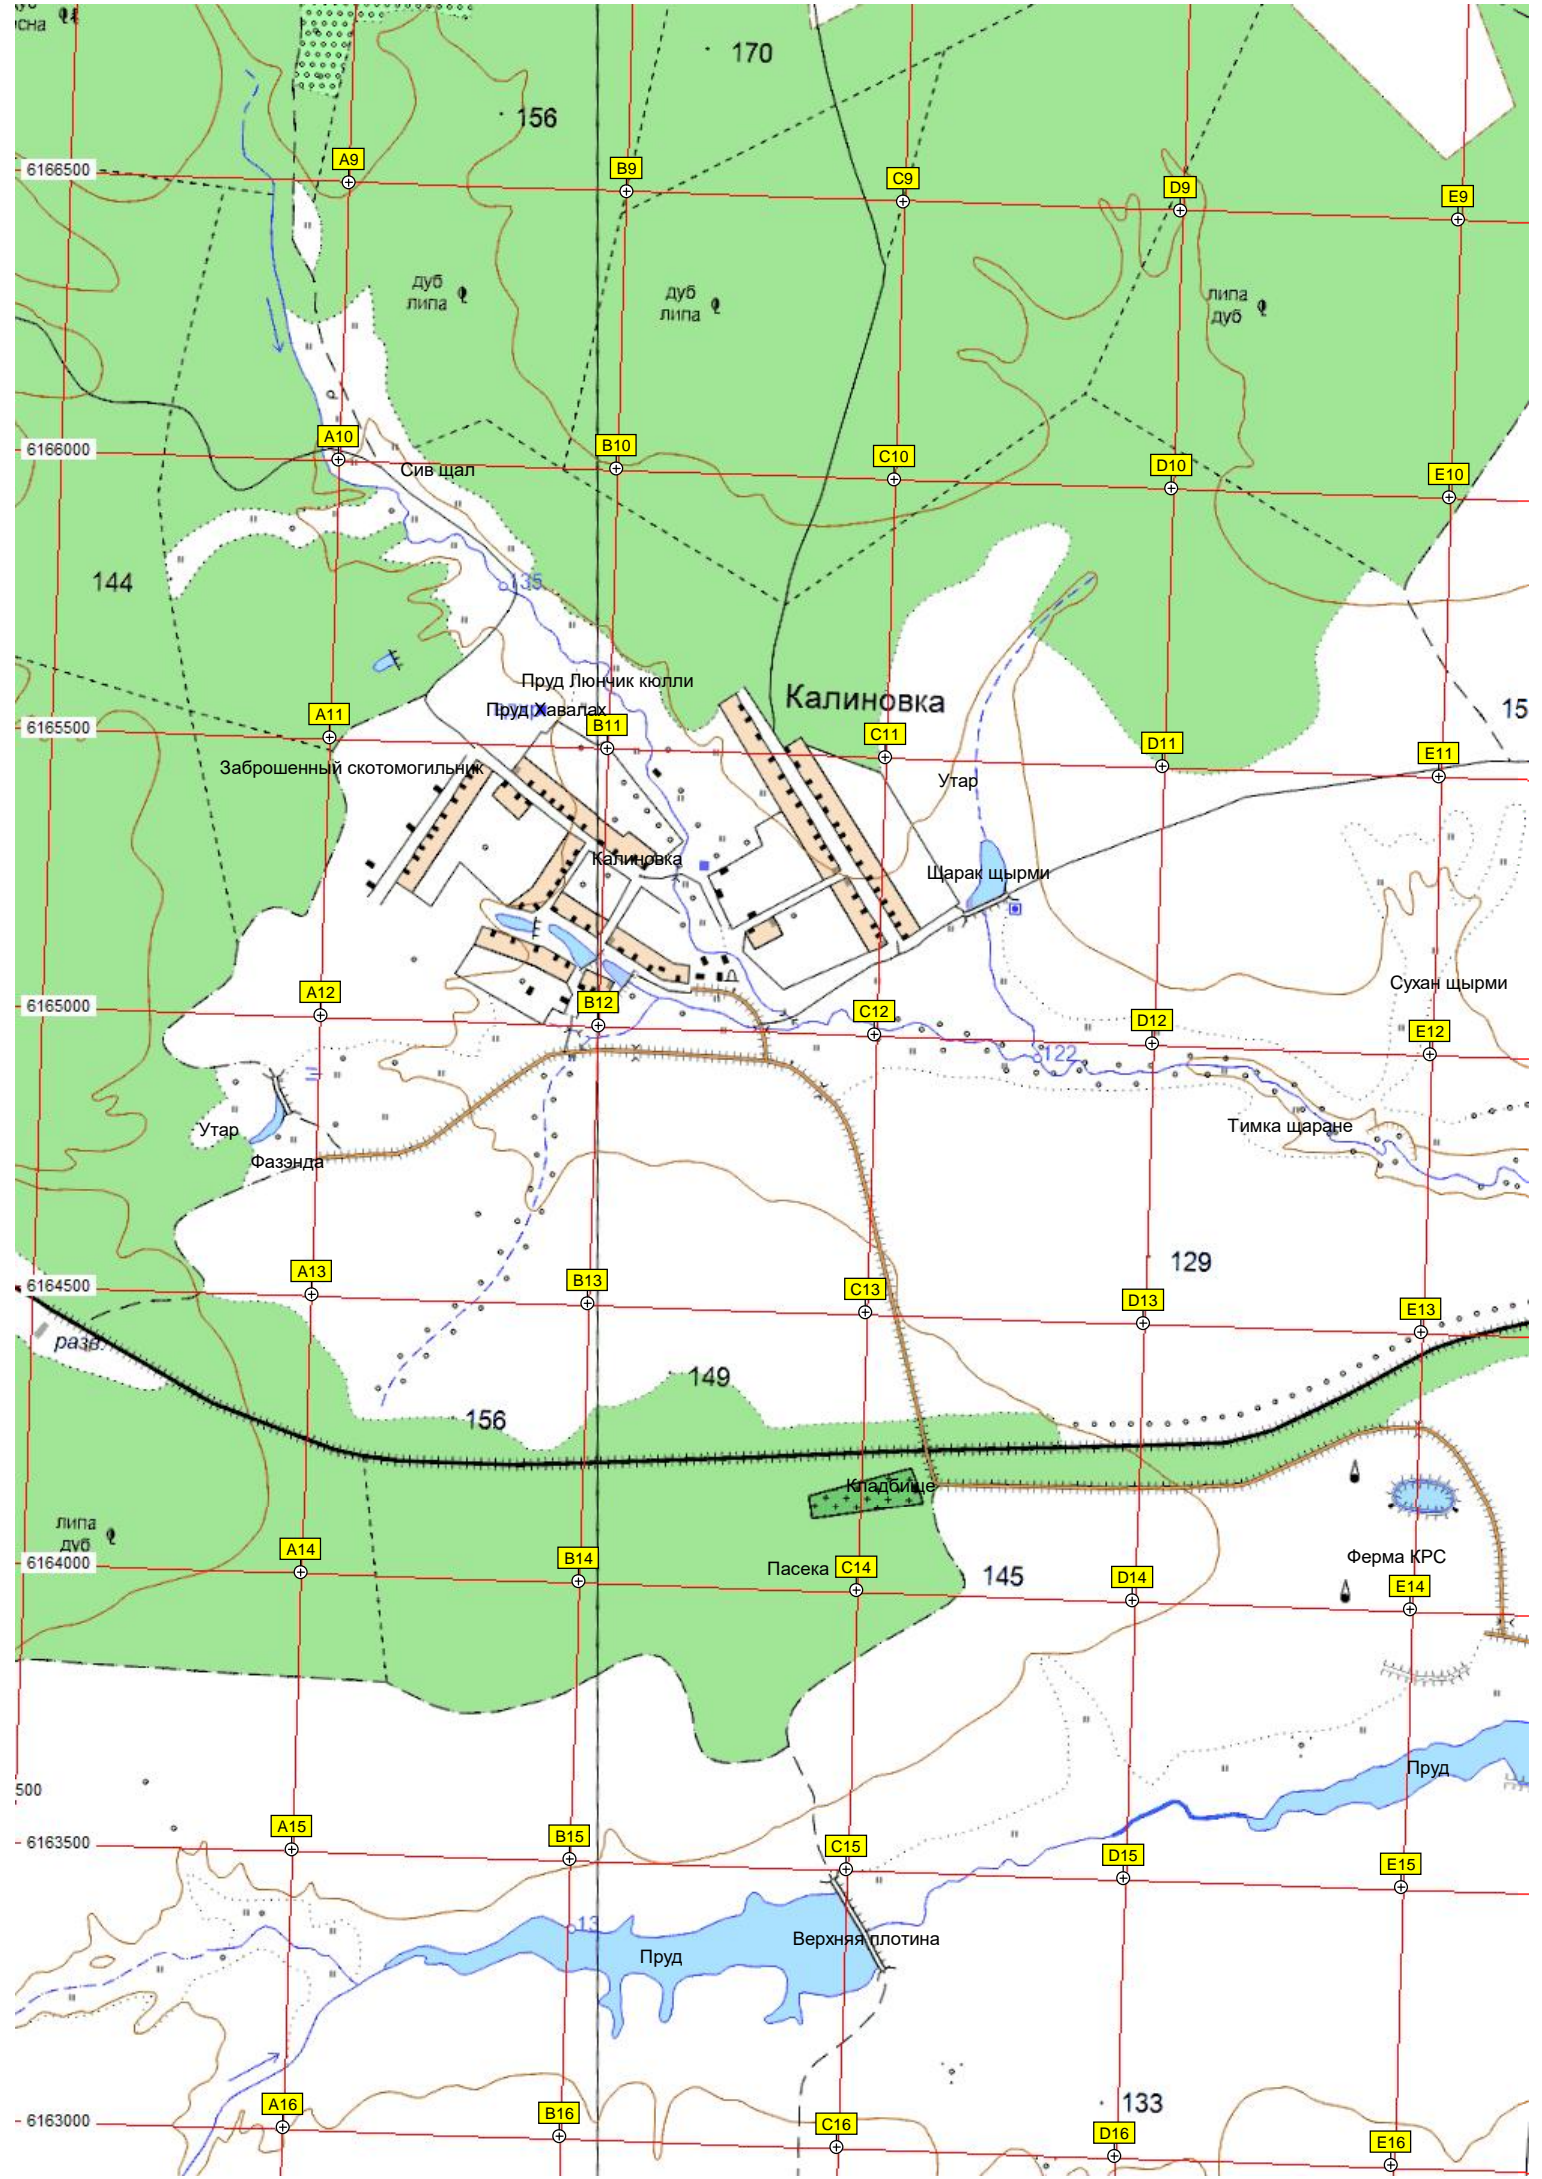 сна
170
156
A9
6166500
B9
C9
D9
E9
дуб
липа
дуб
липа
липа
дуб
р
A10
6166000
B10
C10
D10
E10
Сив щал
144
135
Пруд Люнчик кюлли
Калиновка
Пруд Хавалах
15
A11
6165500
B11
C11
D11
E11
Заброшенный скотомогильник
Утар
Калиновка
Щарак щырми
Сухан щырми
A12
6165000
B12
C12
D12
E12
122
Утар
Тимка щаране
Фазэнда
129
A13
6164500
B13
C13
D13
E13
разв.
149
156
Кладбище
липа
дуб
A14
6164000
B14
Пасека
C14
145
D14
Ферма КРС
E14
Пруд
500
A15
6163500
B15
C15
D15
E15
13
Верхняя плотина
Пруд
A16
6163000
B16
C16
133
D16
E16